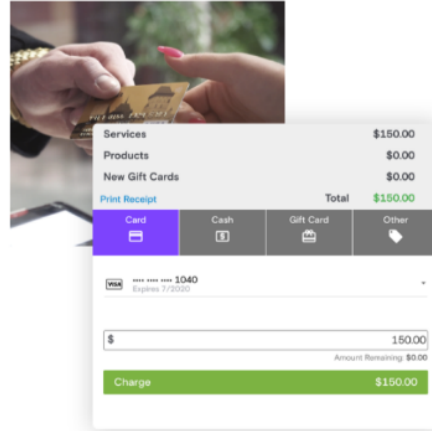 Services $150.00
Products $0.00
New Gift Cards $0.00
Print Receipt Total $150.00
Card Cash Gift Card Other
VISA •••• •••• •••• 1040
Expires 7/2020
$ 150.00
Amount Remaining: $0.00
Charge $150.00